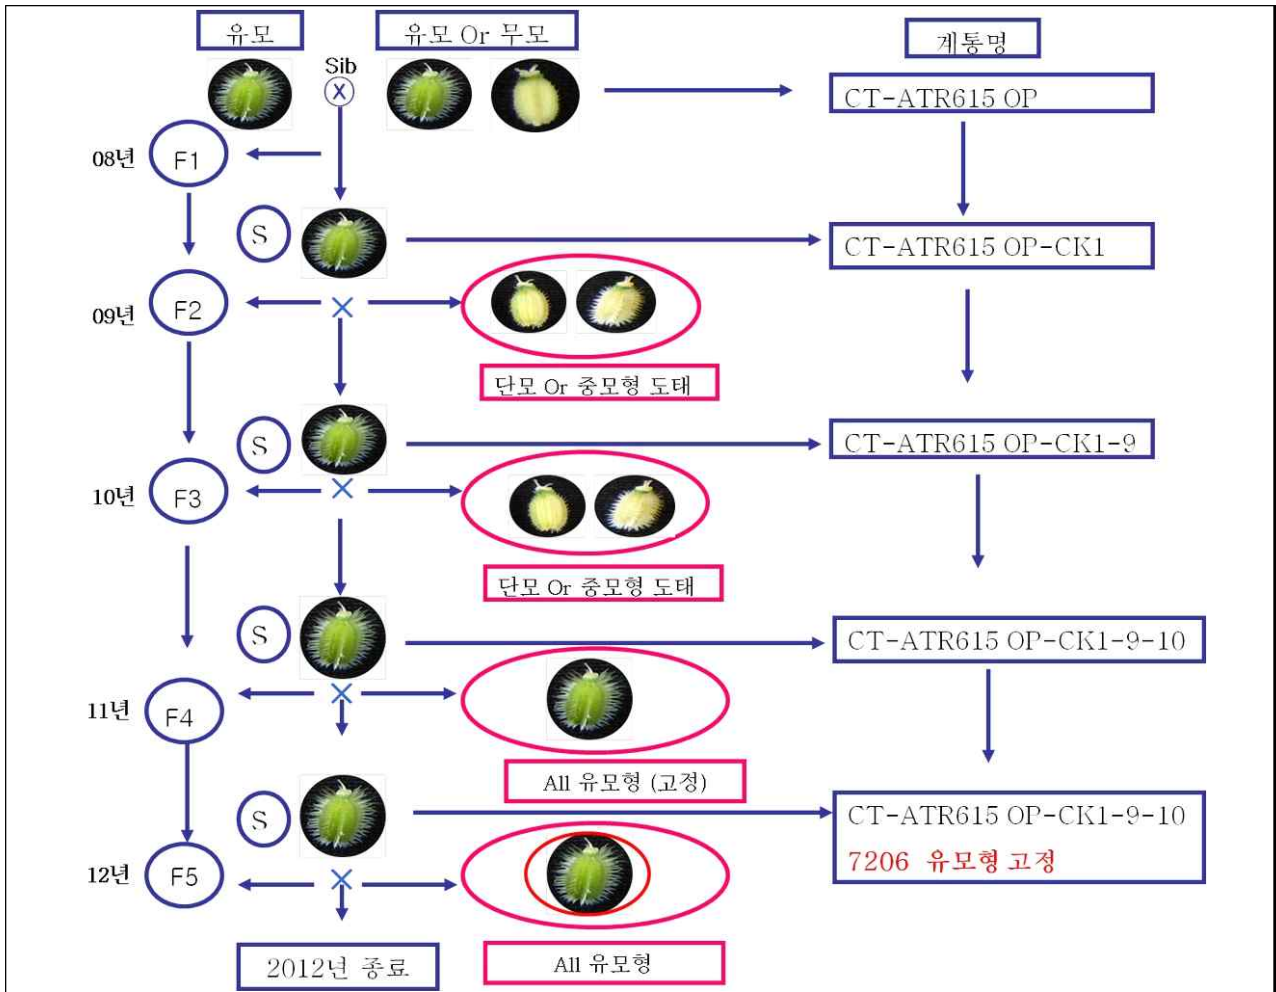 유모
유모 Or 무모
계통명
Sib
X
CT-ATR615 OP
08년
F1
S
CT-ATR615 OP-CK1
09년
F2
단모 Or 중모형 도태
S
CT-ATR615 OP-CK1-9
10년
F3
단모 Or 중모형 도태
S
CT-ATR615 OP-CK1-9-10
11년
F4
All 유모형 (고정)
S
CT-ATR615 OP-CK1-9-10
7206 유모형 고정
12년
F5
2012년 종료
All 유모형